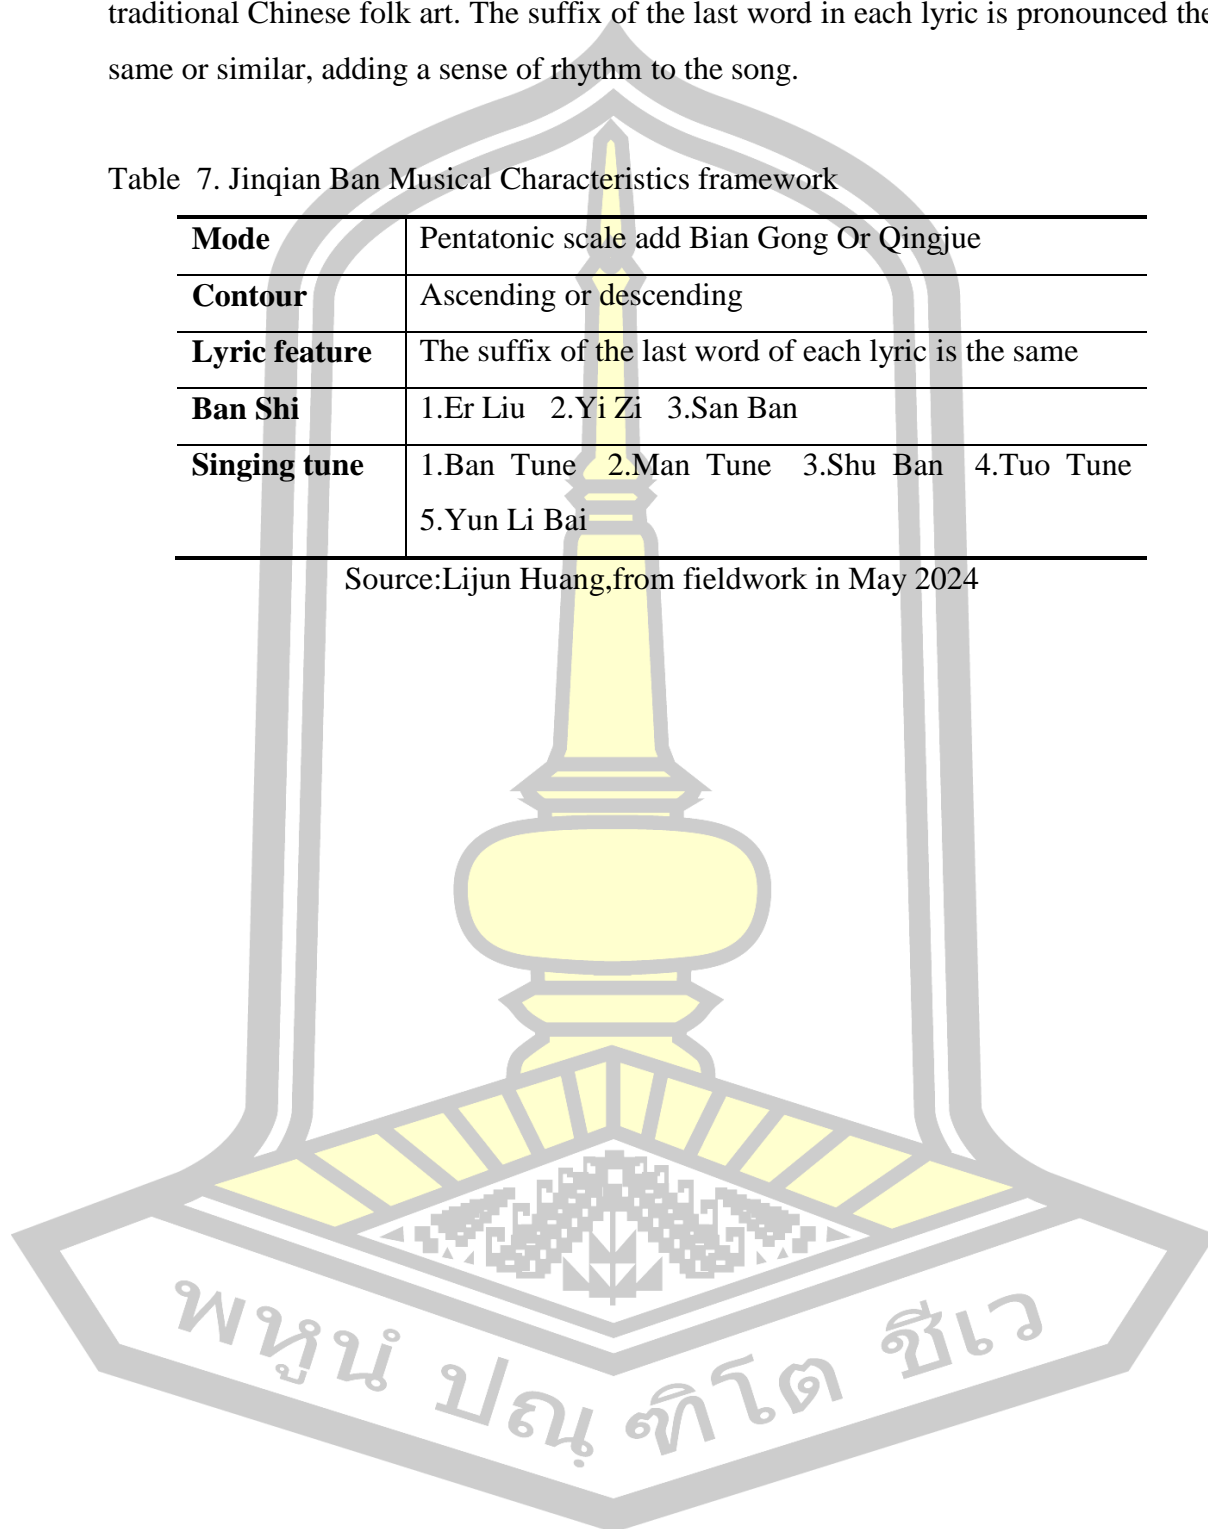 traditional Chinese folk art. The suffix of the last word in each lyric is pronounced the
same or similar, adding a sense of rhythm to the song.
Table 7. Jinqian Ban Musical Characteristics framework
Mode Pentatonic scale add Bian Gong Or Qingjue
Contour Ascending or descending
Lyric feature The suffix of the last word of each lyric is the same
Ban Shi 1.Er Liu 2.Yi Zi 3.San Ban
Singing tune 1.Ban Tune 2.Man Tune 3.Shu Ban 4.Tuo Tune
5.Yun Li Bai
Source:Lijun Huang,from fieldwork in May 2024
พหูนํ ปณฺ ฑิโต ชีเว